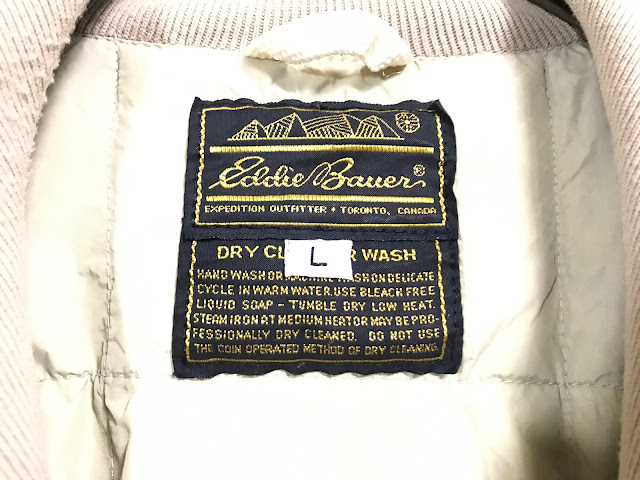 Eddie Bauer®
EXPEDITION OUTFITTER • TORONTO, CANADA
DRY CL R WASH
L
HAND WASH OR WASH ON DELICATE
CYCLE IN WARM WATER. USE BLEACH FREE
LIQUID SOAP - TUMBLE DRY LOW HEAT.
STEAM IRON AT MEDIUM HEAT OR MAY BE PRO-
FESSIONALLY DRY CLEANED. DO NOT USE
THE COIN OPERATED METHOD OF DRY CLEANING.